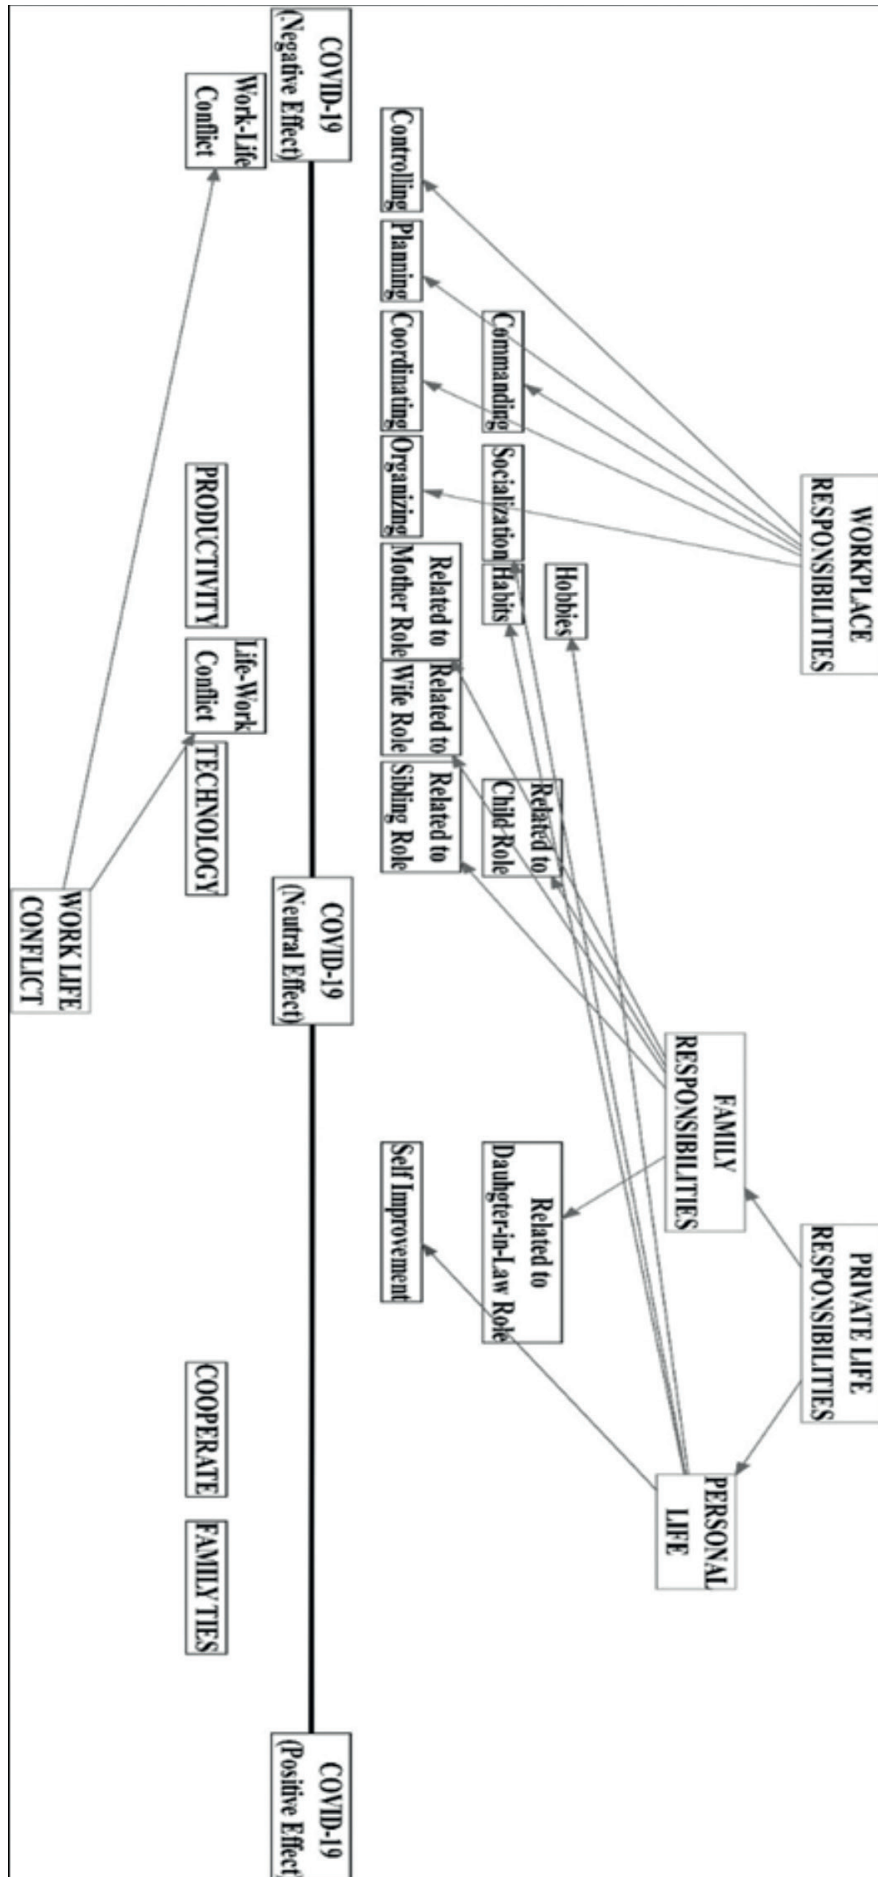 WORKPLACE
RESPONSIBILITIES
PRIVATE LIFE
RESPONSIBILITIES
FAMILY
RESPONSIBILITIES
PERSONAL
LIFE
Hobbies
Commanding
Socialization
Habits
Related to
Child Role
Related to
Dauhgter-in-Law Role
Controlling
Planning
Coordinating
Organizing
Related to
Mother Role
Related to
Wife Role
Related to
Sibling Role
Self Improvement
COVID-19
(Negative Effect)
COVID-19
(Neutral Effect)
COVID-19
(Positive Effect)
Work-Life
Conflict
PRODUCTIVITY
Life-Work
Conflict
TECHNOLOGY
COOPERATE
FAMILY TIES
WORK LIFE
CONFLICT